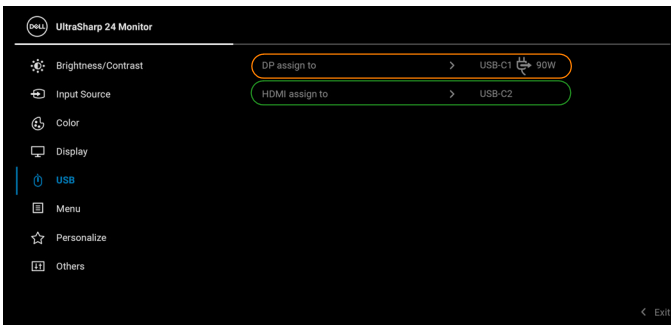 DELL UltraSharp 24 Monitor
Brightness/Contrast
DP assign to > USB-C1 90W
Input Source
HDMI assign to > USB-C2
Color
Display
USB
Menu
Personalize
Others
< Exit